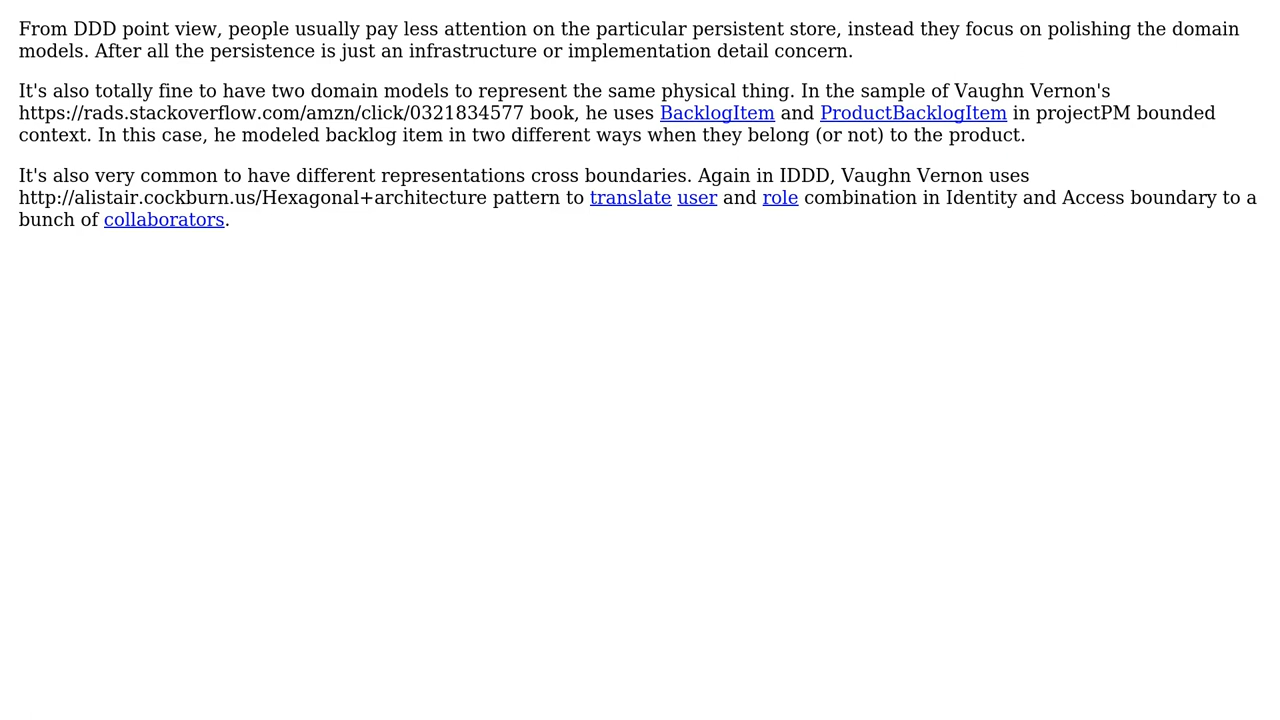 From DDD point view, people usually pay less attention on the particular persistent store, instead they focus on polishing the domain
models. After all the persistence is just an infrastructure or implementation detail concern.
It's also totally fine to have two domain models to represent the same physical thing. In the sample of Vaughn Vernon's
https://rads.stackoverflow.com/amzn/click/0321834577 book, he uses BacklogItem and ProductBacklogItem in projectPM bounded
context. In this case, he modeled backlog item in two different ways when they belong (or not) to the product.
It's also very common to have different representations cross boundaries. Again in IDDD, Vaughn Vernon uses
http://alistair.cockburn.us/Hexagonal+architecture pattern to translate user and role combination in Identity and Access boundary to a
bunch of collaborators.